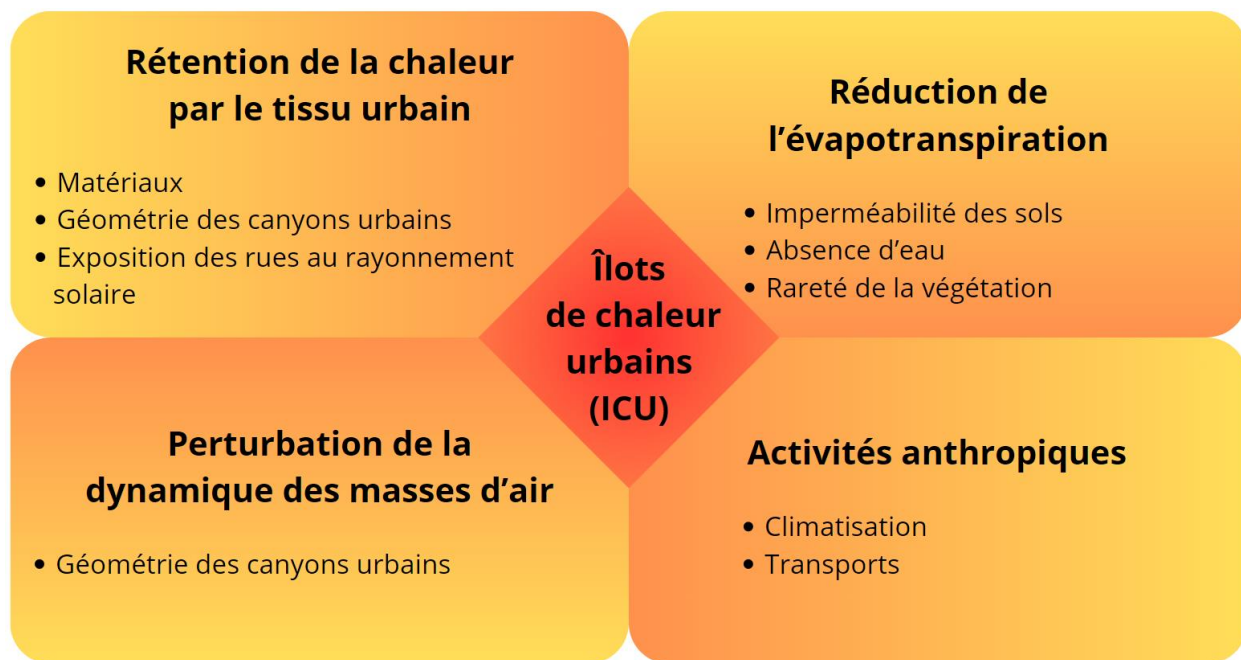 Rétention de la chaleur
par le tissu urbain
• Matériaux
• Géométrie des canyons urbains
• Exposition des rues au rayonnement
solaire
Réduction de
l’évapotranspiration
• Imperméabilité des sols
• Absence d’eau
• Rareté de la végétation
Îlots
de chaleur
urbains
(ICU)
Perturbation de la
dynamique des masses d’air
• Géométrie des canyons urbains
Activités anthropiques
• Climatisation
• Transports